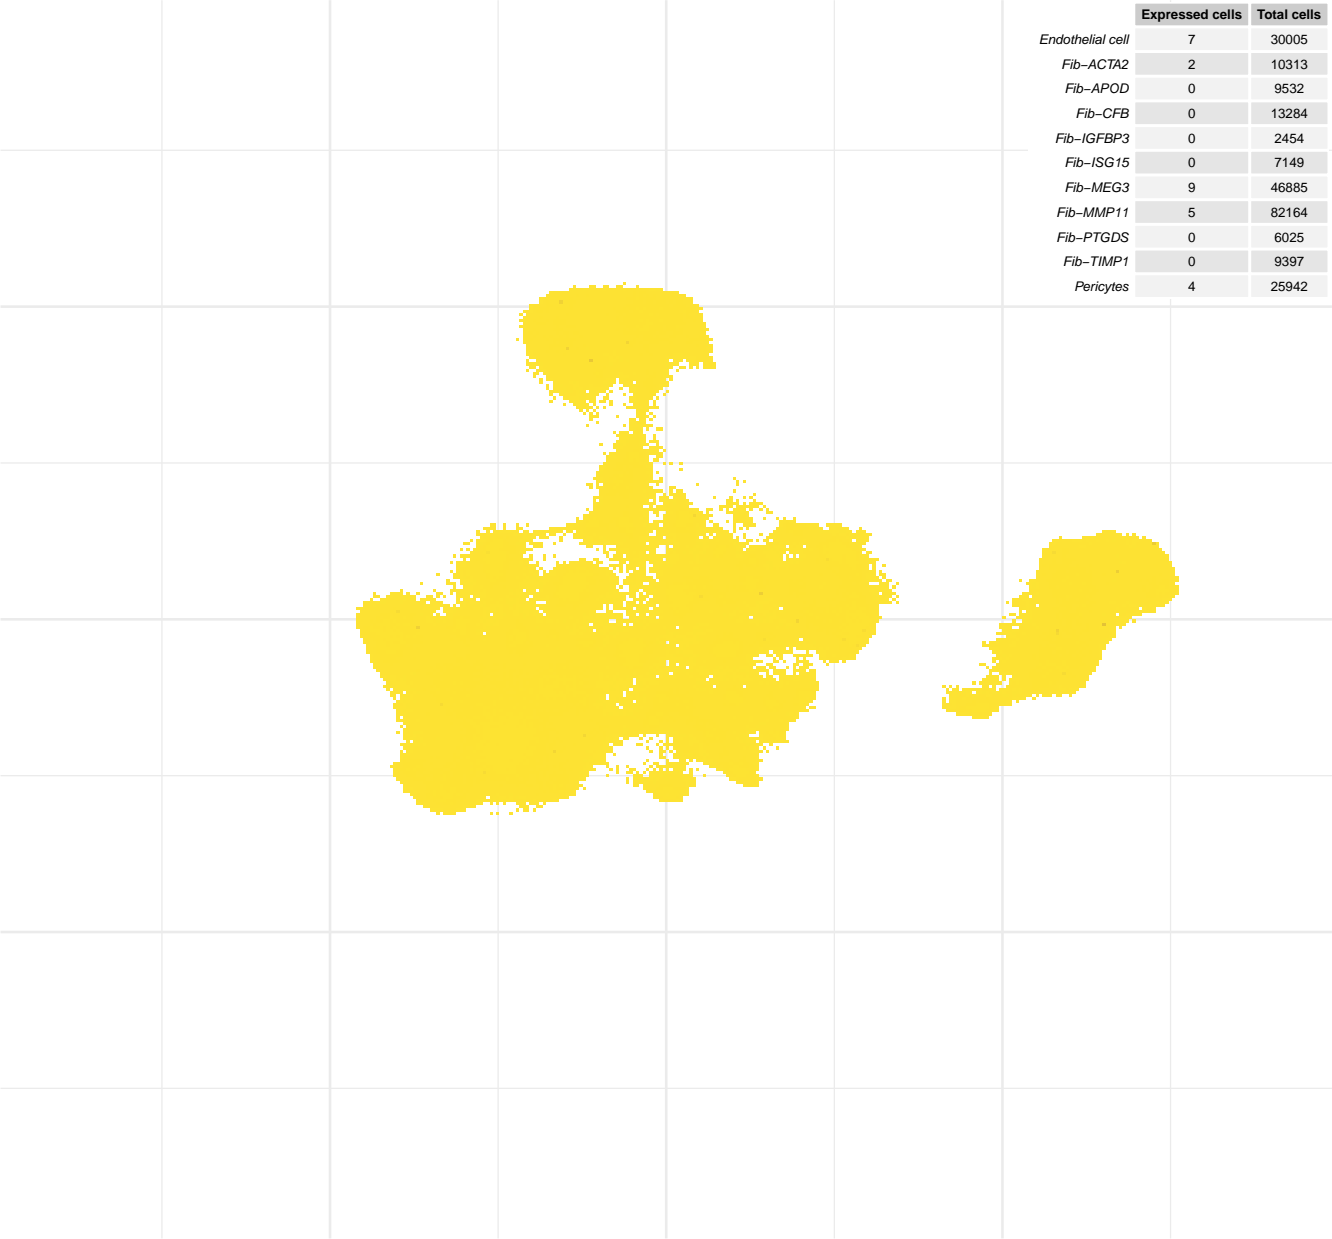 Expressed cells Total cells
Endothelial cell 7 30005
Fib−ACTA2 2 10313
Fib−APOD 0 9532
Fib−CFB 0 13284
Fib−IGFBP3 0 2454
Fib−ISG15 0 7149
Fib−MEG3 9 46885
Fib−MMP11 5 82164
Fib−PTGDS 0 6025
Fib−TIMP1 0 9397
Pericytes 4 25942